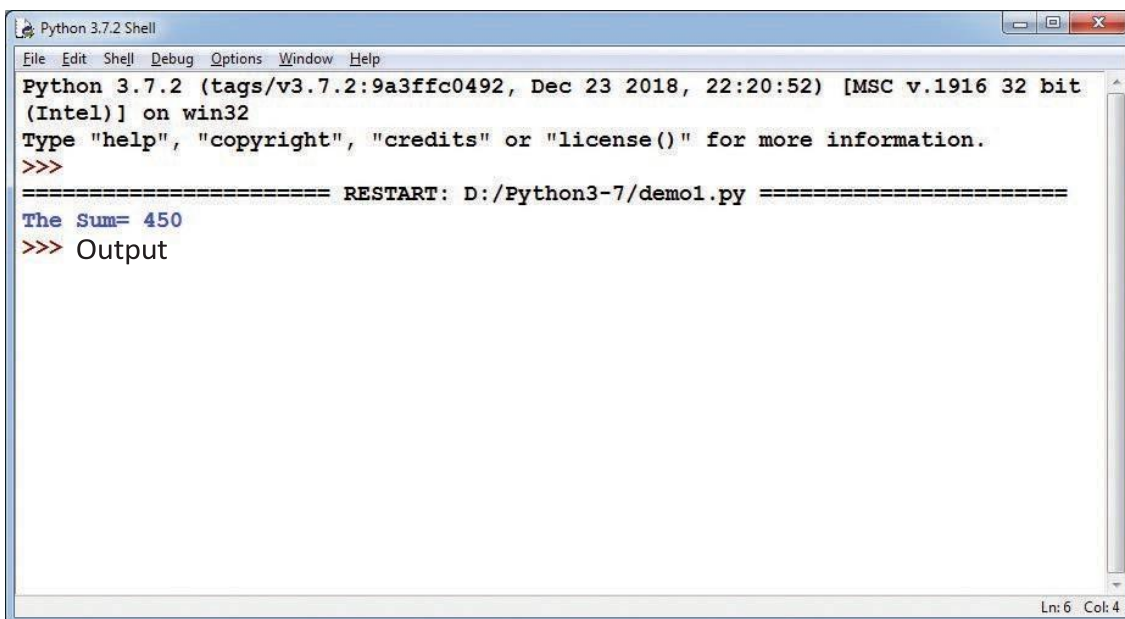 Python 3.7.2 Shell
File Edit Shell Debug Options Window Help
Python 3.7.2 (tags/v3.7.2:9a3ffc0492, Dec 23 2018, 22:20:52) [MSC v.1916 32 bit
(Intel)] on win32
Type "help", "copyright", "credits" or "license()" for more information.
>>>
======================= RESTART: D:/Python3-7/demo1.py =======================
The Sum= 450
>>> Output
Ln: 6 Col: 4